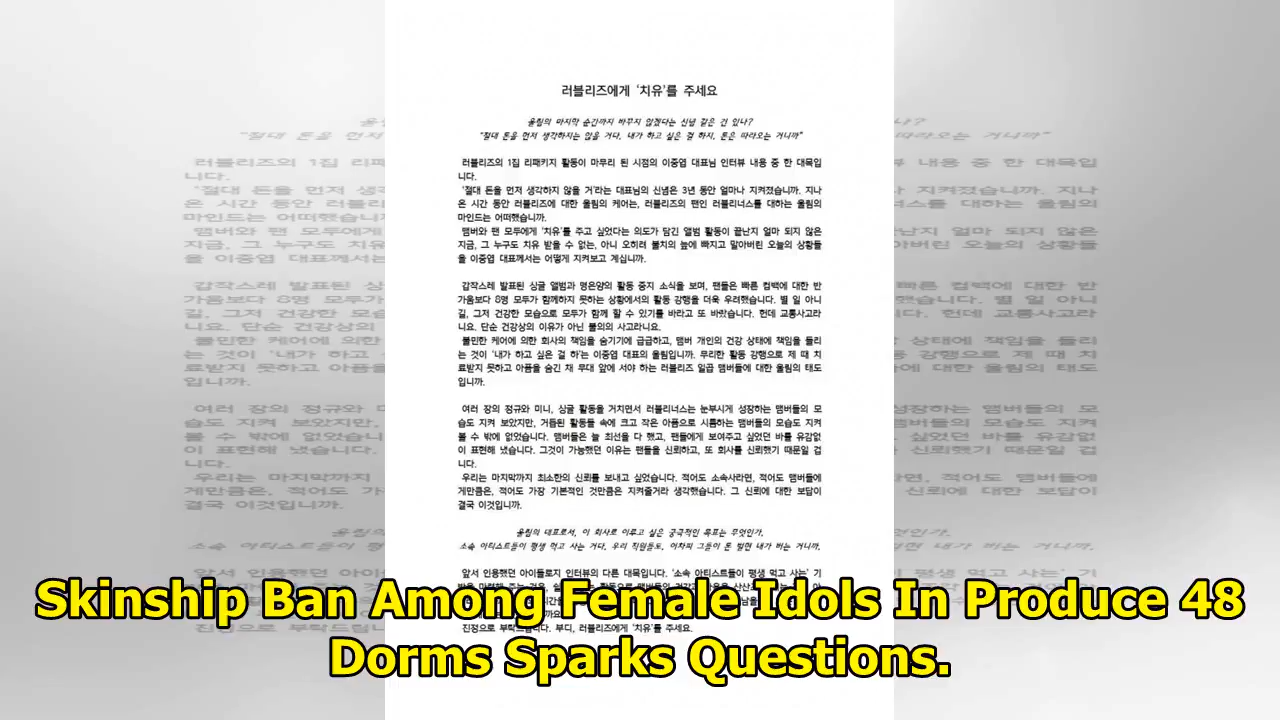 러블리즈에게 '치유'를 주세요
울림의 마지막 순간까지 바꾸지 않겠다는 신념 같은 건 있나?
"절대 돈을 먼저 생각하지는 않을 거다, 내가 하고 싶은 걸 하지, 돈은 따라오는 거니까"
러블리즈의 1집 리패키지 활동이 마무리 된 시점의 이중엽 대표님 인터뷰 내용 중 한 대목입
니다.
'절대 돈을 먼저 생각하지 않을 거'라는 대표님의 신념은 3년 동안 얼마나 지켜졌습니까. 지나
온 시간 동안 러블리즈에 대한 울림의 케어는, 러블리즈의 팬인 러블리너스를 대하는 울림의
마인드는 어떠했습니까.
맴버와 팬 모두에게 '치유'를 주고 싶었다는 의도가 담긴 앨범 활동이 끝난지 얼마 되지 않은
지금, 그 누구도 치유 받을 수 없는, 아니 오히려 불치의 늪에 빠지고 말아버린 오늘의 상황들
을 이중엽 대표께서는 어떻게 지켜보고 계십니까.
갑작스레 발표된 싱글 앨범과 명은양의 활동 중지 소식을 보며, 팬들은 빠른 컴백에 대한 반
가움보다 8명 모두가 함께하지 못하는 상황에서의 활동 강행을 더욱 우려했습니다. 별 일 아니
길, 그저 건강한 모습으로 모두가 함께 할 수 있기를 바라고 또 바랐습니다. 헌데 교통사고라
니요. 단순 건강상의 이유가 아닌 불의의 사고라니요.
불민한 케어에 의한 회사의 책임을 숨기기에 급급하고, 맴버 개인의 건강 상태에 책임을 돌리
는 것이 '내가 하고 싶은 걸 하'는 이중엽 대표의 울림입니까. 무리한 활동 강행으로 제 때 치
료받지 못하고 아픔을 숨긴 채 무대 앞에 서야 하는 러블리즈 일곱 맴버들에 대한 울림의 태도
입니까.
여러 장의 정규와 미니, 싱글 활동을 거치면서 러블리너스는 눈부시게 성장하는 맴버들의 모
습도 지켜 보았지만, 거듭된 활동들 속에 크고 작은 아픔으로 시름하는 맴버들의 모습도 지켜
볼 수 밖에 없었습니다. 맴버들은 늘 최선을 다 했고, 팬들에게 보여주고 싶었던 바를 유감없
이 표현해 냈습니다. 그것이 가능했던 이유는 팬들을 신뢰하고, 또 회사를 신뢰했기 때문일 겁
니다.
우리는 마지막까지 최소한의 신뢰를 보내고 싶었습니다. 적어도 소속사라면, 적어도 맴버들에
게만큼은, 적어도 가장 기본적인 것만큼은 지켜줄거라 생각했습니다. 그 신뢰에 대한 보답이
결국 이것입니까.
울림의 대표로서, 이 회사로 이루고 싶은 궁극적인 목표는 무엇인가.
소속 아티스트들이 평생 먹고 사는 거다, 우리 직원들도, 어차피 그들이 돈 벌면 내가 버는 거니까.
앞서 인용했던 아이돌로지 인터뷰의 다른 대목입니다. '소속 아티스트들이 평생 먹고 사는' 기
진정으로 부탁드립니다. 부디, 러블리즈에게 '치유'를 주세요.
Skinship Ban Among Female Idols In Produce 48
Dorms Sparks Questions.